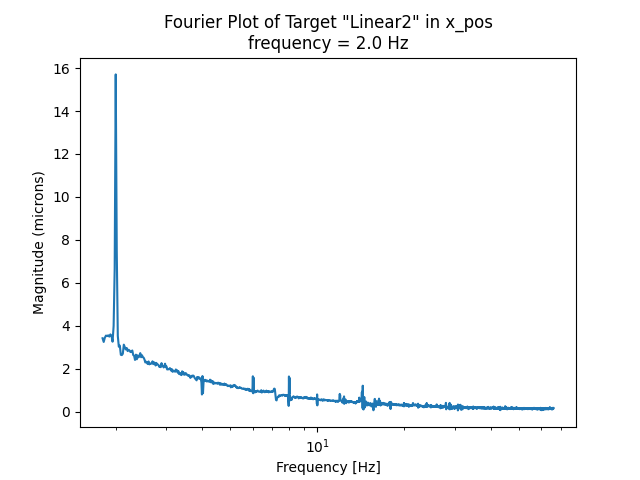 Fourier Plot of Target "Linear2" in x_pos
frequency = 2.0 Hz
16
14
12
10
8
6
4
2
0
Magnitude (microns)
10¹
Frequency [Hz]